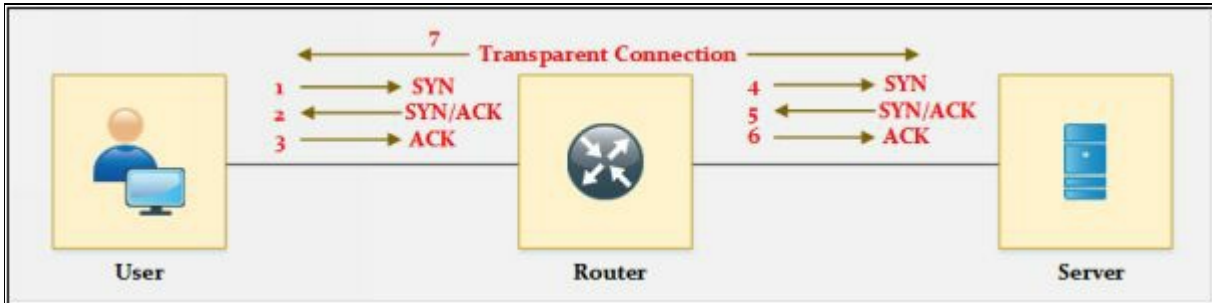 7
Transparent Connection
1 SYN 4 SYN
2 SYN/ACK 5 SYN/ACK
3 ACK 6 ACK
User Router Server